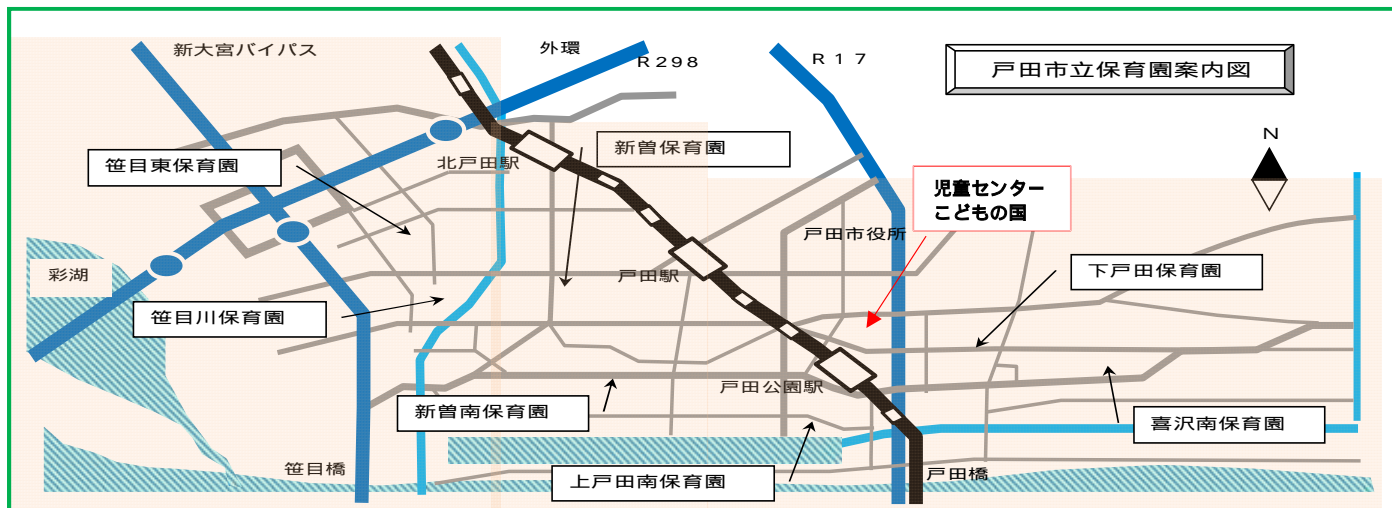 新大宮バイパス
外環
R298
R17
戸田市立保育園案内図
N
笹目東保育園
北戸田駅
新曽保育園
児童センター
こどもの国
戸田市役所
彩湖
戸田駅
下戸田保育園
笹目川保育園
戸田公園駅
新曽南保育園
喜沢南保育園
笹目橋
上戸田南保育園
戸田橋